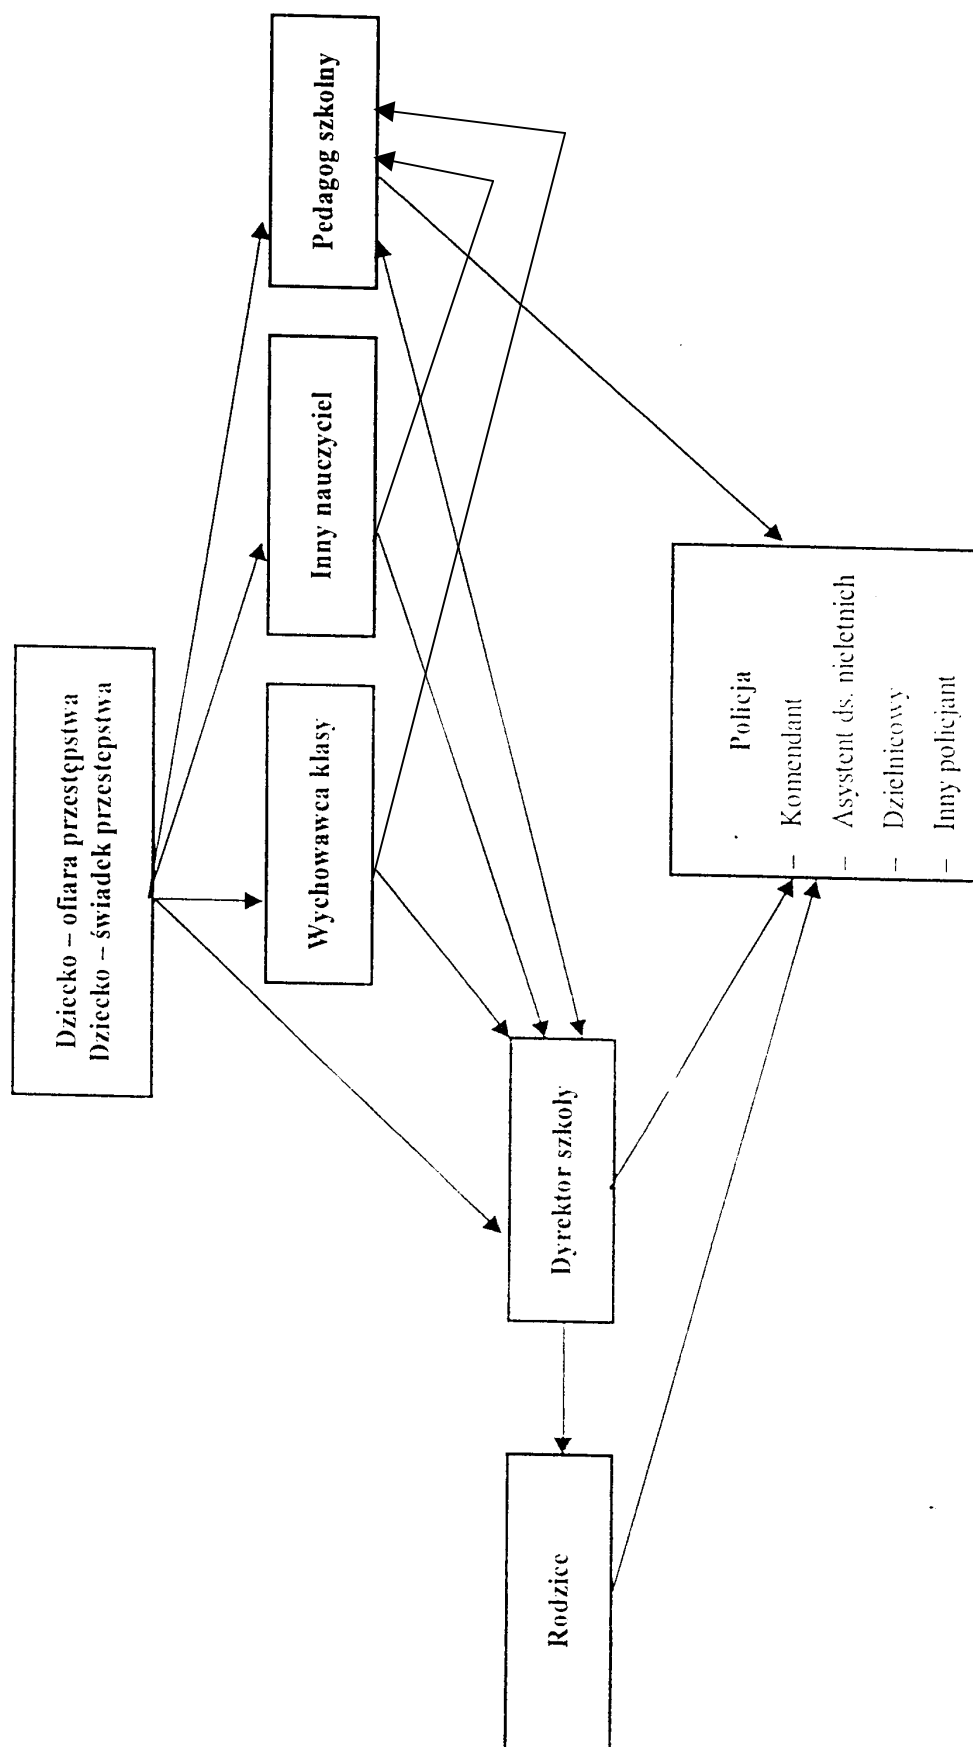 Dziecko – ofiara przestępstwa
Dziecko – świadek przestępstwa
Wychowawca klasy
Inny nauczyciel
Pedagog szkolny
Dyrektor szkoły
Rodzice
Policja
– Komendant
– Asystent ds. nieletnich
– Dzielnicowy
– Inny policjant